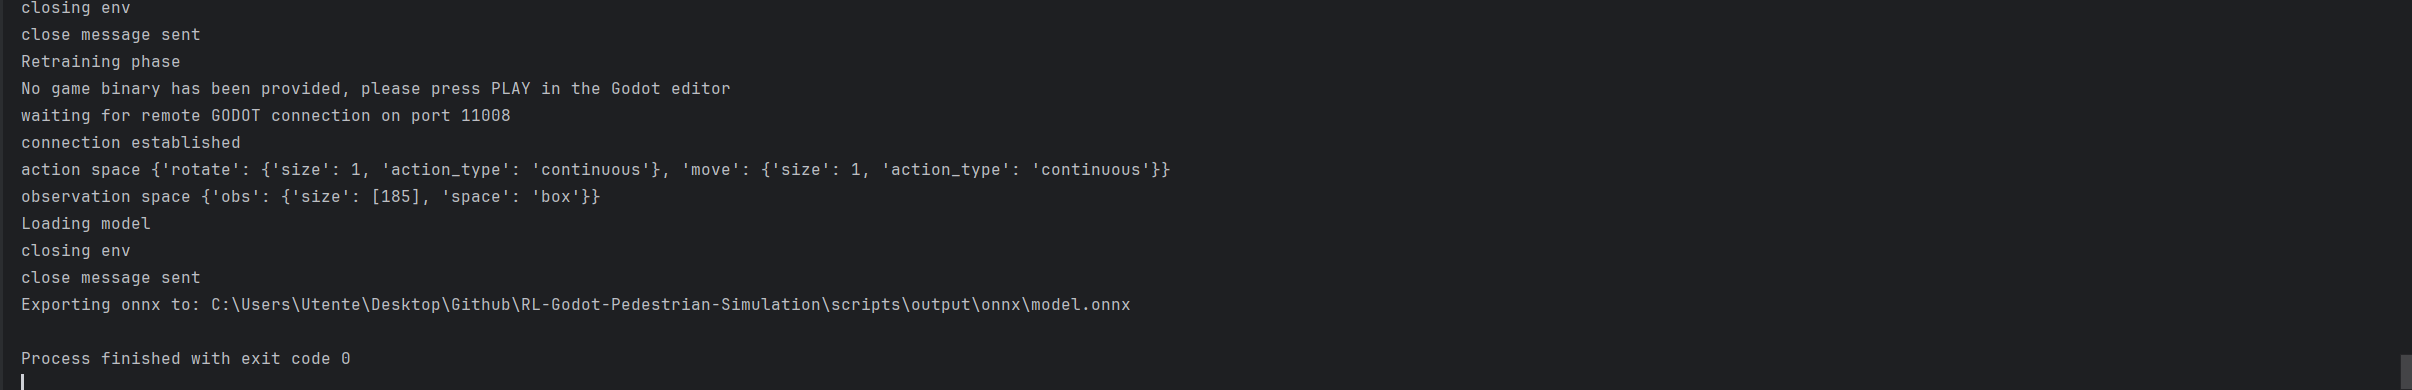 closing env
close message sent
Retraining phase
No game binary has been provided, please press PLAY in the Godot editor
waiting for remote GODOT connection on port 11008
connection established
action space {'rotate': {'size': 1, 'action_type': 'continuous'}, 'move': {'size': 1, 'action_type': 'continuous'}}
observation space {'obs': {'size': [185], 'space': 'box'}}
Loading model
closing env
close message sent
Exporting onnx to: C:\Users\Utente\Desktop\Github\RL-Godot-Pedestrian-Simulation\scripts\output\onnx\model.onnx
Process finished with exit code 0